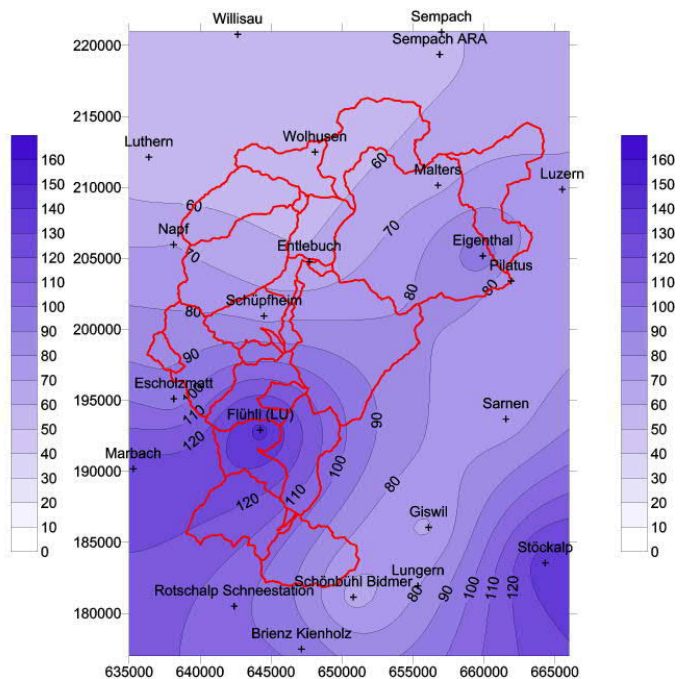 Willisau
Sempach
220000
Sempach ARA
215000
Luthern
Wolhusen
60
Malters
Luzern
210000
60
70
Napf
Entlebuch
Eigenthal
205000
70
Pilatus
80
80
Schüpfheim
200000
80
90
Escholzmatt
100
195000
110
Flühli (LU)
90
Sarnen
120
Marbach
190000
100
80
120
110
Giswil
185000
Stöckalp
Lungern
Rotschalp Schneestation
Schönbühl Bidmer
80
90
100
110
120
180000
Brienz Kienholz
635000 640000 645000 650000 655000 660000 665000
160
150
140
130
120
110
100
90
80
70
60
50
40
30
20
10
0
160
150
140
130
120
110
100
90
80
70
60
50
40
30
20
10
0